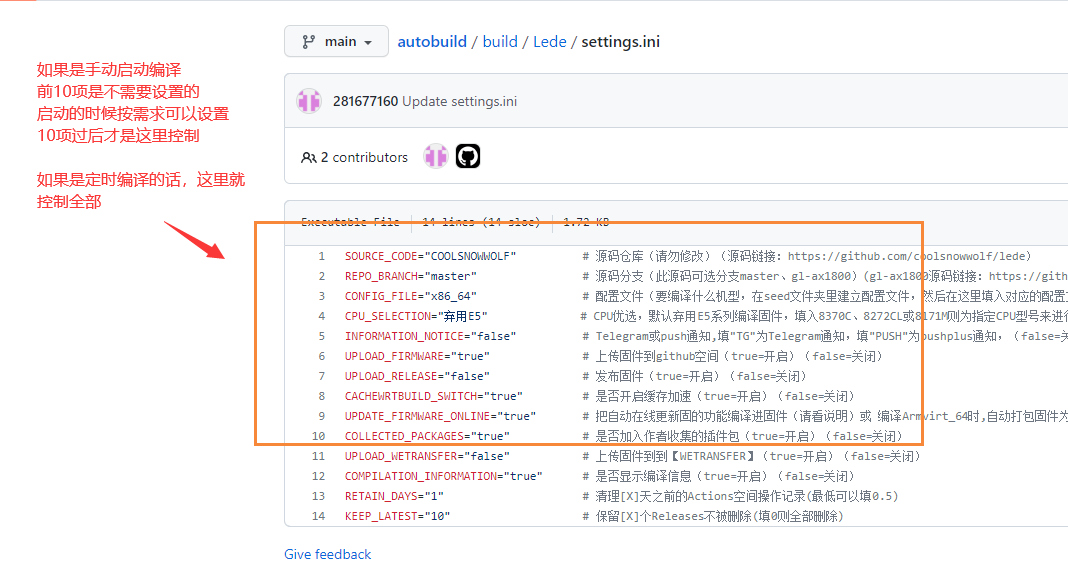 main
autobuild / build / Lede / settings.ini
如果是手动启动编译
前10项是不需要设置的
启动的时候按需求可以设置
10项过后才是这里控制
如果是定时编译的话，这里就
控制全部
281677160 Update settings.ini
2 contributors
Executable File 14 lines (14 sloc) 1.72 KB
1 SOURCE_CODE="COOLSNOWWOLF" # 源码仓库（请勿修改）（源码链接：https://github.com/coolsnowwolf/lede)
2 REPO_BRANCH="master" # 源码分支（此源码可选分支master、gl-ax1800）(gl-ax1800源码链接：https://gith
3 CONFIG_FILE="x86_64" # 配置文件（要编译什么机型，在seed文件夹里建立配置文件，然后在这里填入对应的配置文
4 CPU_SELECTION="弃用E5" # CPU优选，默认弃用E5系列编译固件，填入8370C、8272CL或8171M则为指定CPU型号来进行
5 INFORMATION_NOTICE="false" # Telegram或push通知,填"TG"为Telegram通知，填"PUSH"为pushplus通知，（false=关
6 UPLOAD_FIRMWARE="true" # 上传固件到github空间（true=开启）（false=关闭）
7 UPLOAD_RELEASE="false" # 发布固件（true=开启）（false=关闭）
8 CACHEWRTBUILD_SWITCH="true" # 是否开启缓存加速（true=开启）（false=关闭）
9 UPDATE_FIRMWARE_ONLINE="true" # 把自动在线更新固的功能编译进固件（请看说明）或 编译Armvirt_64时,自动打包固件为
10 COLLECTED_PACKAGES="true" # 是否加入作者收集的插件包（true=开启）（false=关闭）
11 UPLOAD_WETRANSFER="false" # 上传固件到到【WETRANSFER】（true=开启）（false=关闭）
12 COMPILATION_INFORMATION="true" # 是否显示编译信息（true=开启）（false=关闭）
13 RETAIN_DAYS="1" # 清理[X]天之前的Actions空间操作记录(最低可以填0.5)
14 KEEP_LATEST="10" # 保留[X]个Releases不被删除(填0则全部删除)
Give feedback